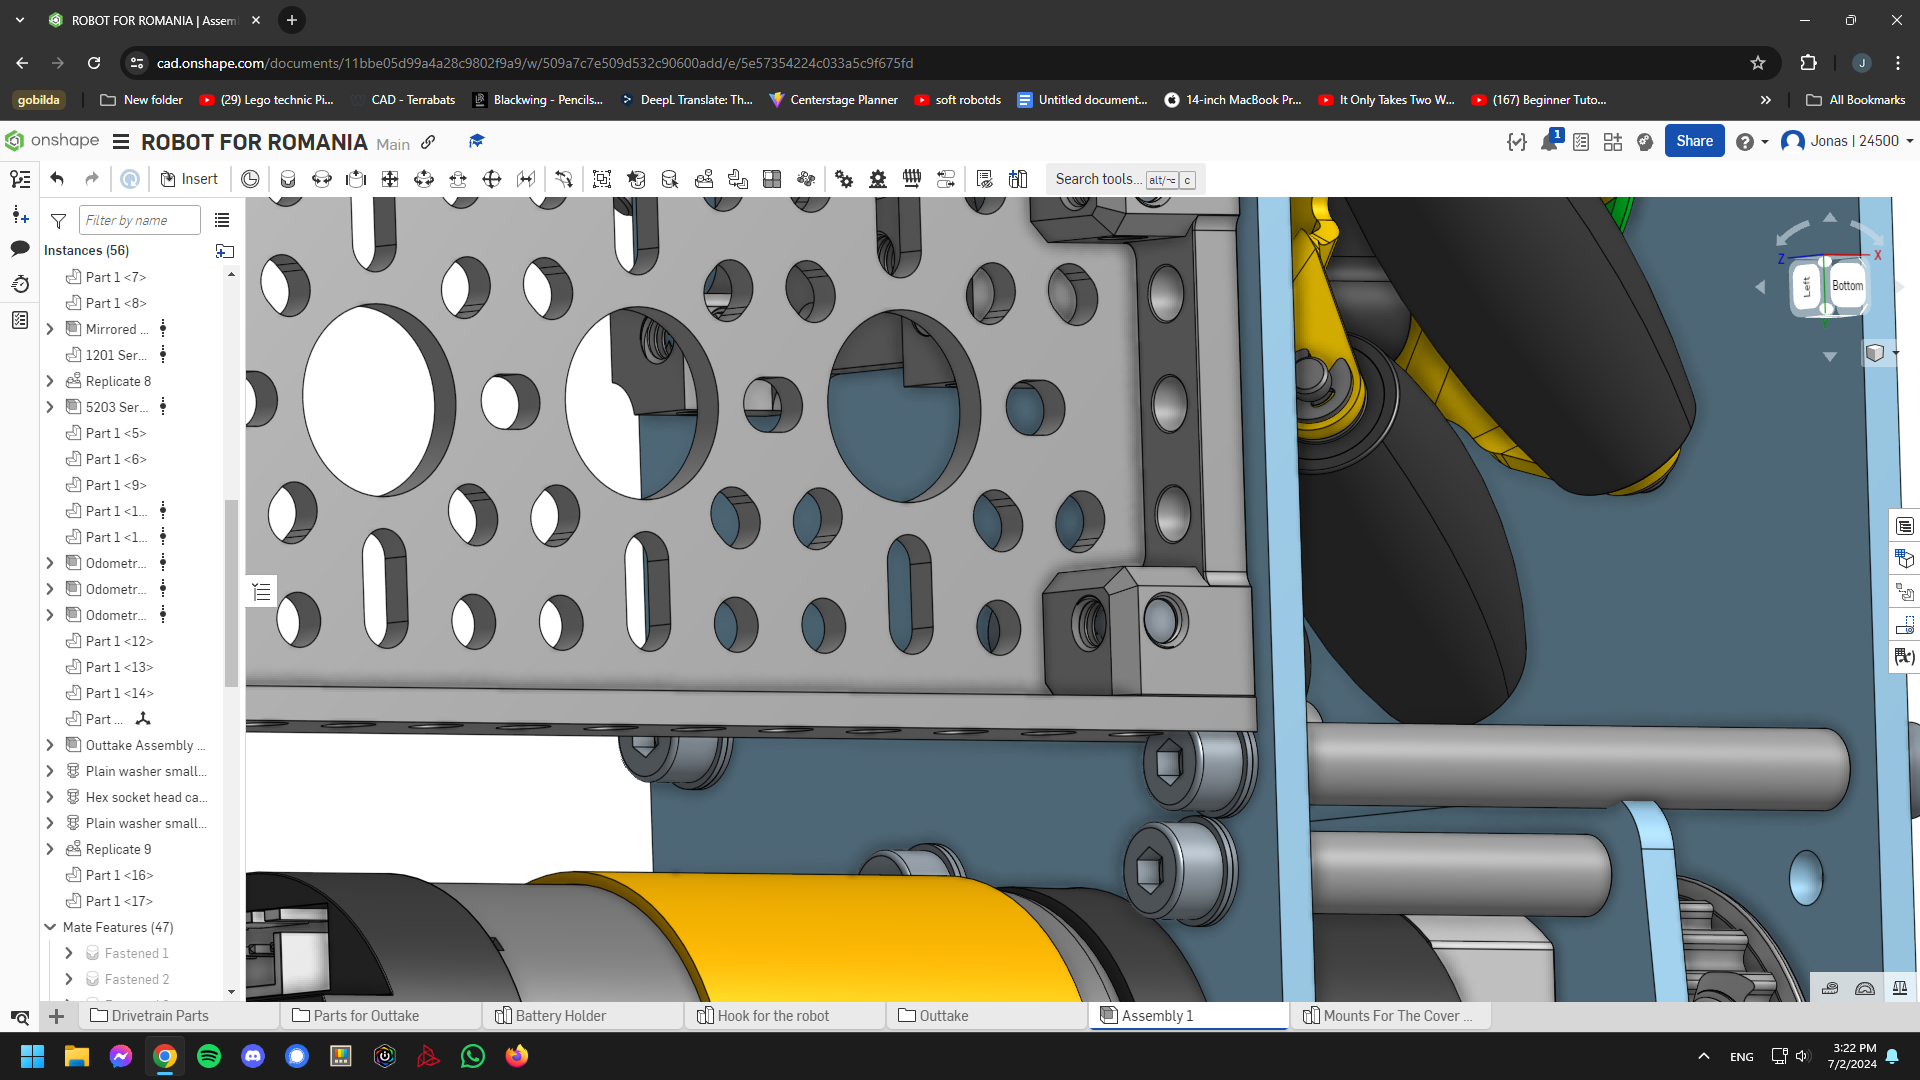 ROBOT FOR ROMANIA | Assem
cad.onshape.com/documents/11bbe05d99a4a28c9802f9a9/w/509a7c7e509d532c90600add/e/5e57354224c033a5c9f675fd
J
gobilda
New folder
(29) Lego technic Pi...
CAD - Terrabats
Blackwing - Pencils...
DeepL Translate: Th...
Centerstage Planner
soft robotds
Untitled document...
14-inch MacBook Pr...
It Only Takes Two W...
(167) Beginner Tuto...
All Bookmarks
onshape
ROBOT FOR ROMANIA Main
1
Share
Jonas | 24500
Insert
Search tools... alt/⌥ c
Filter by name
Instances (56)
Part 1 <7>
Part 1 <8>
Mirrored ...
1201 Ser...
Replicate 8
5203 Ser...
Part 1 <5>
Part 1 <6>
Part 1 <9>
Part 1 <1...
Part 1 <1...
Odometr...
Odometr...
Odometr...
Part 1 <12>
Part 1 <13>
Part 1 <14>
Part ...
Outtake Assembly ...
Plain washer small...
Hex socket head ca...
Plain washer small...
Replicate 9
Part 1 <16>
Part 1 <17>
Mate Features (47)
Fastened 1
Fastened 2
Z
X
Left
Bottom
Y
Drivetrain Parts
Parts for Outtake
Battery Holder
Hook for the robot
Outtake
Assembly 1
Mounts For The Cover ...
ENG
3:22 PM
7/2/2024